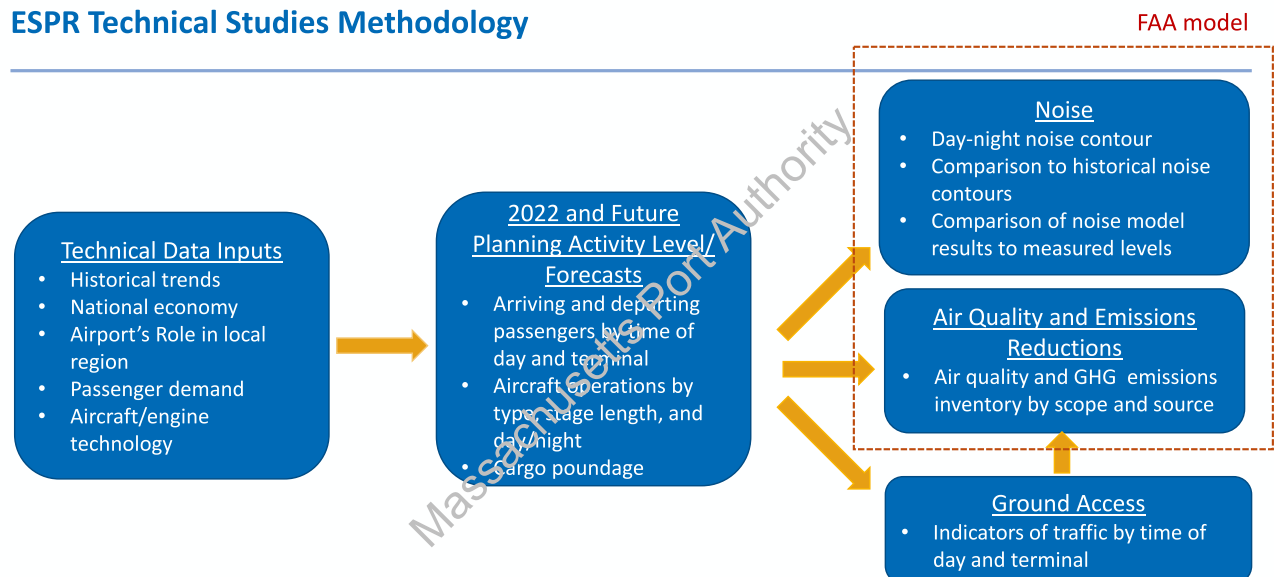 ESPR Technical Studies Methodology
FAA model
Technical Data Inputs
• Historical trends
• National economy
• Airport’s Role in local
region
• Passenger demand
• Aircraft/engine
technology
2022 and Future
Planning Activity Level/
Forecasts
• Arriving and departing
passengers by time of
day and terminal
• Aircraft operations by
type, stage length, and
day/night
• Cargo poundage
Noise
• Day-night noise contour
• Comparison to historical noise
contours
• Comparison of noise model
results to measured levels
Air Quality and Emissions
Reductions
• Air quality and GHG emissions
inventory by scope and source
Ground Access
• Indicators of traffic by time of
day and terminal
Massachusetts Port Authority